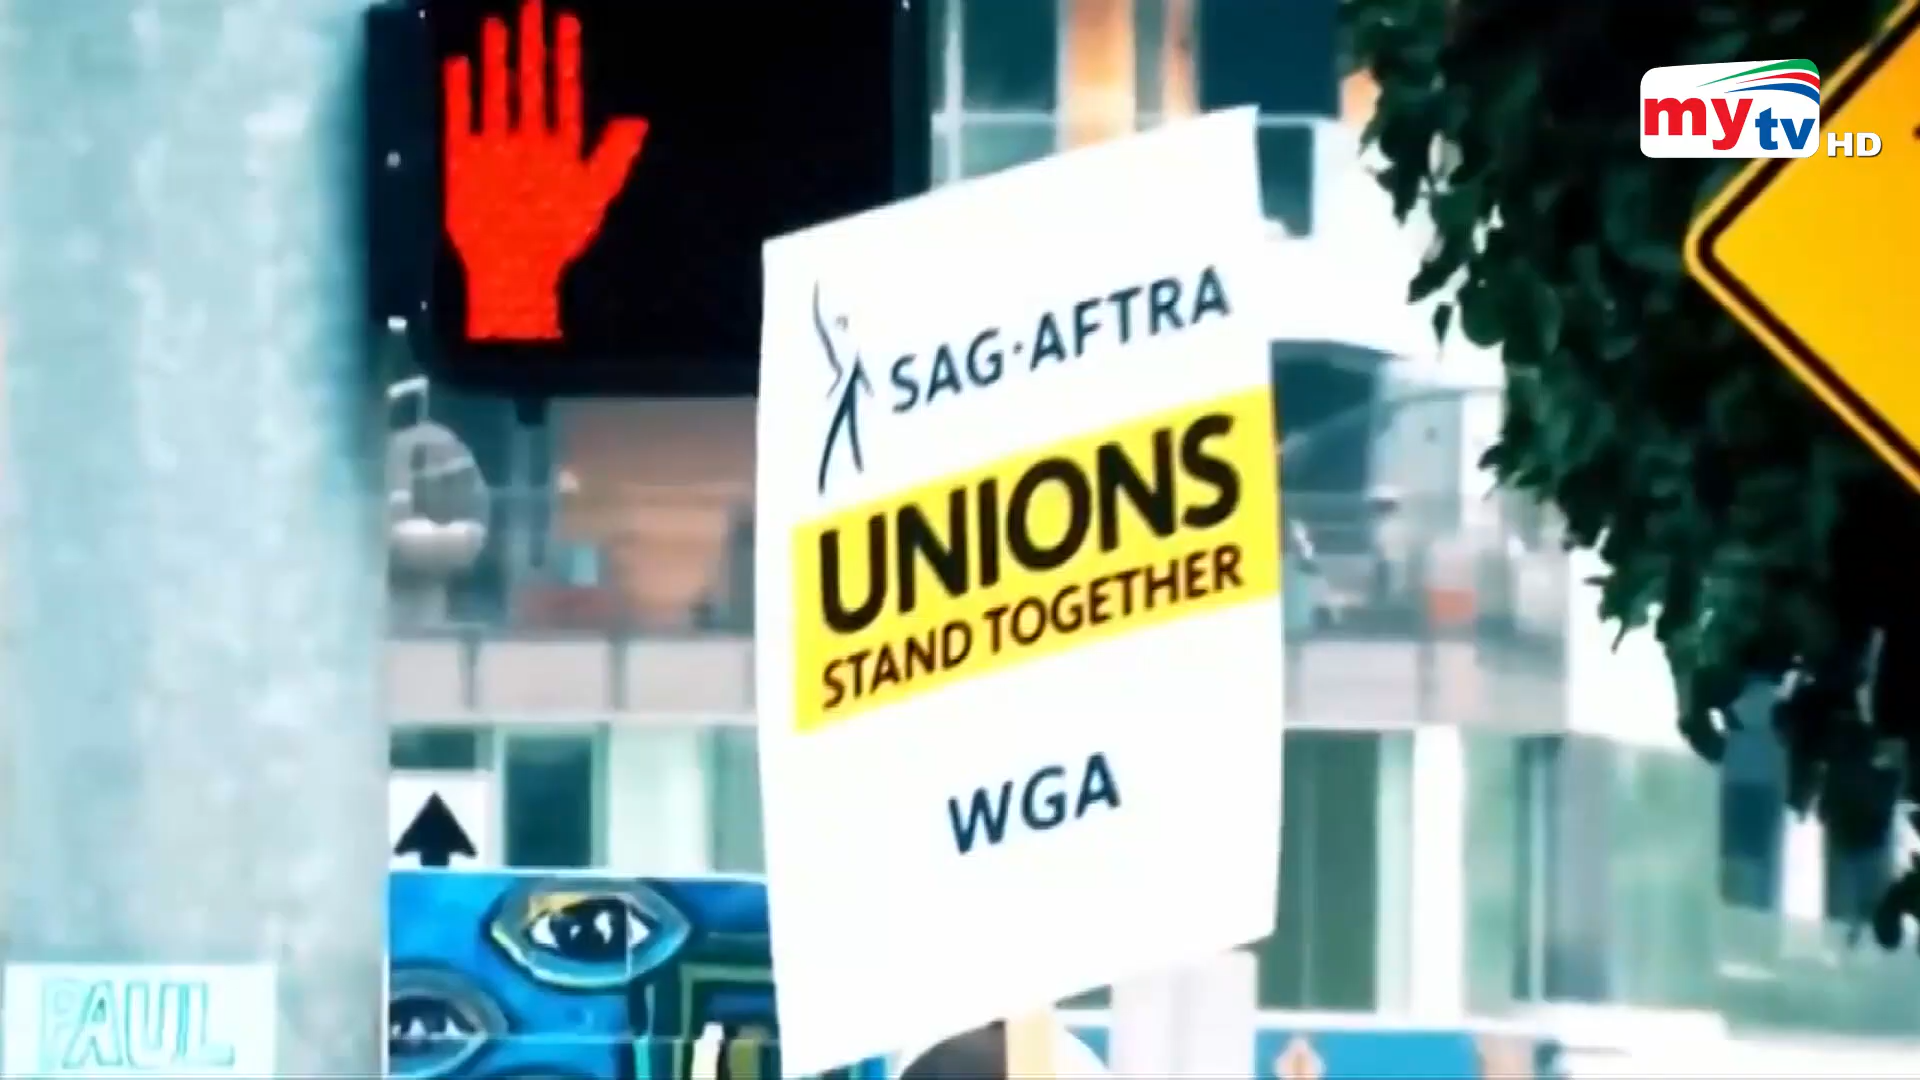 mytv HD
SAG·AFTRA
UNIONS
STAND TOGETHER
WGA
PAUL